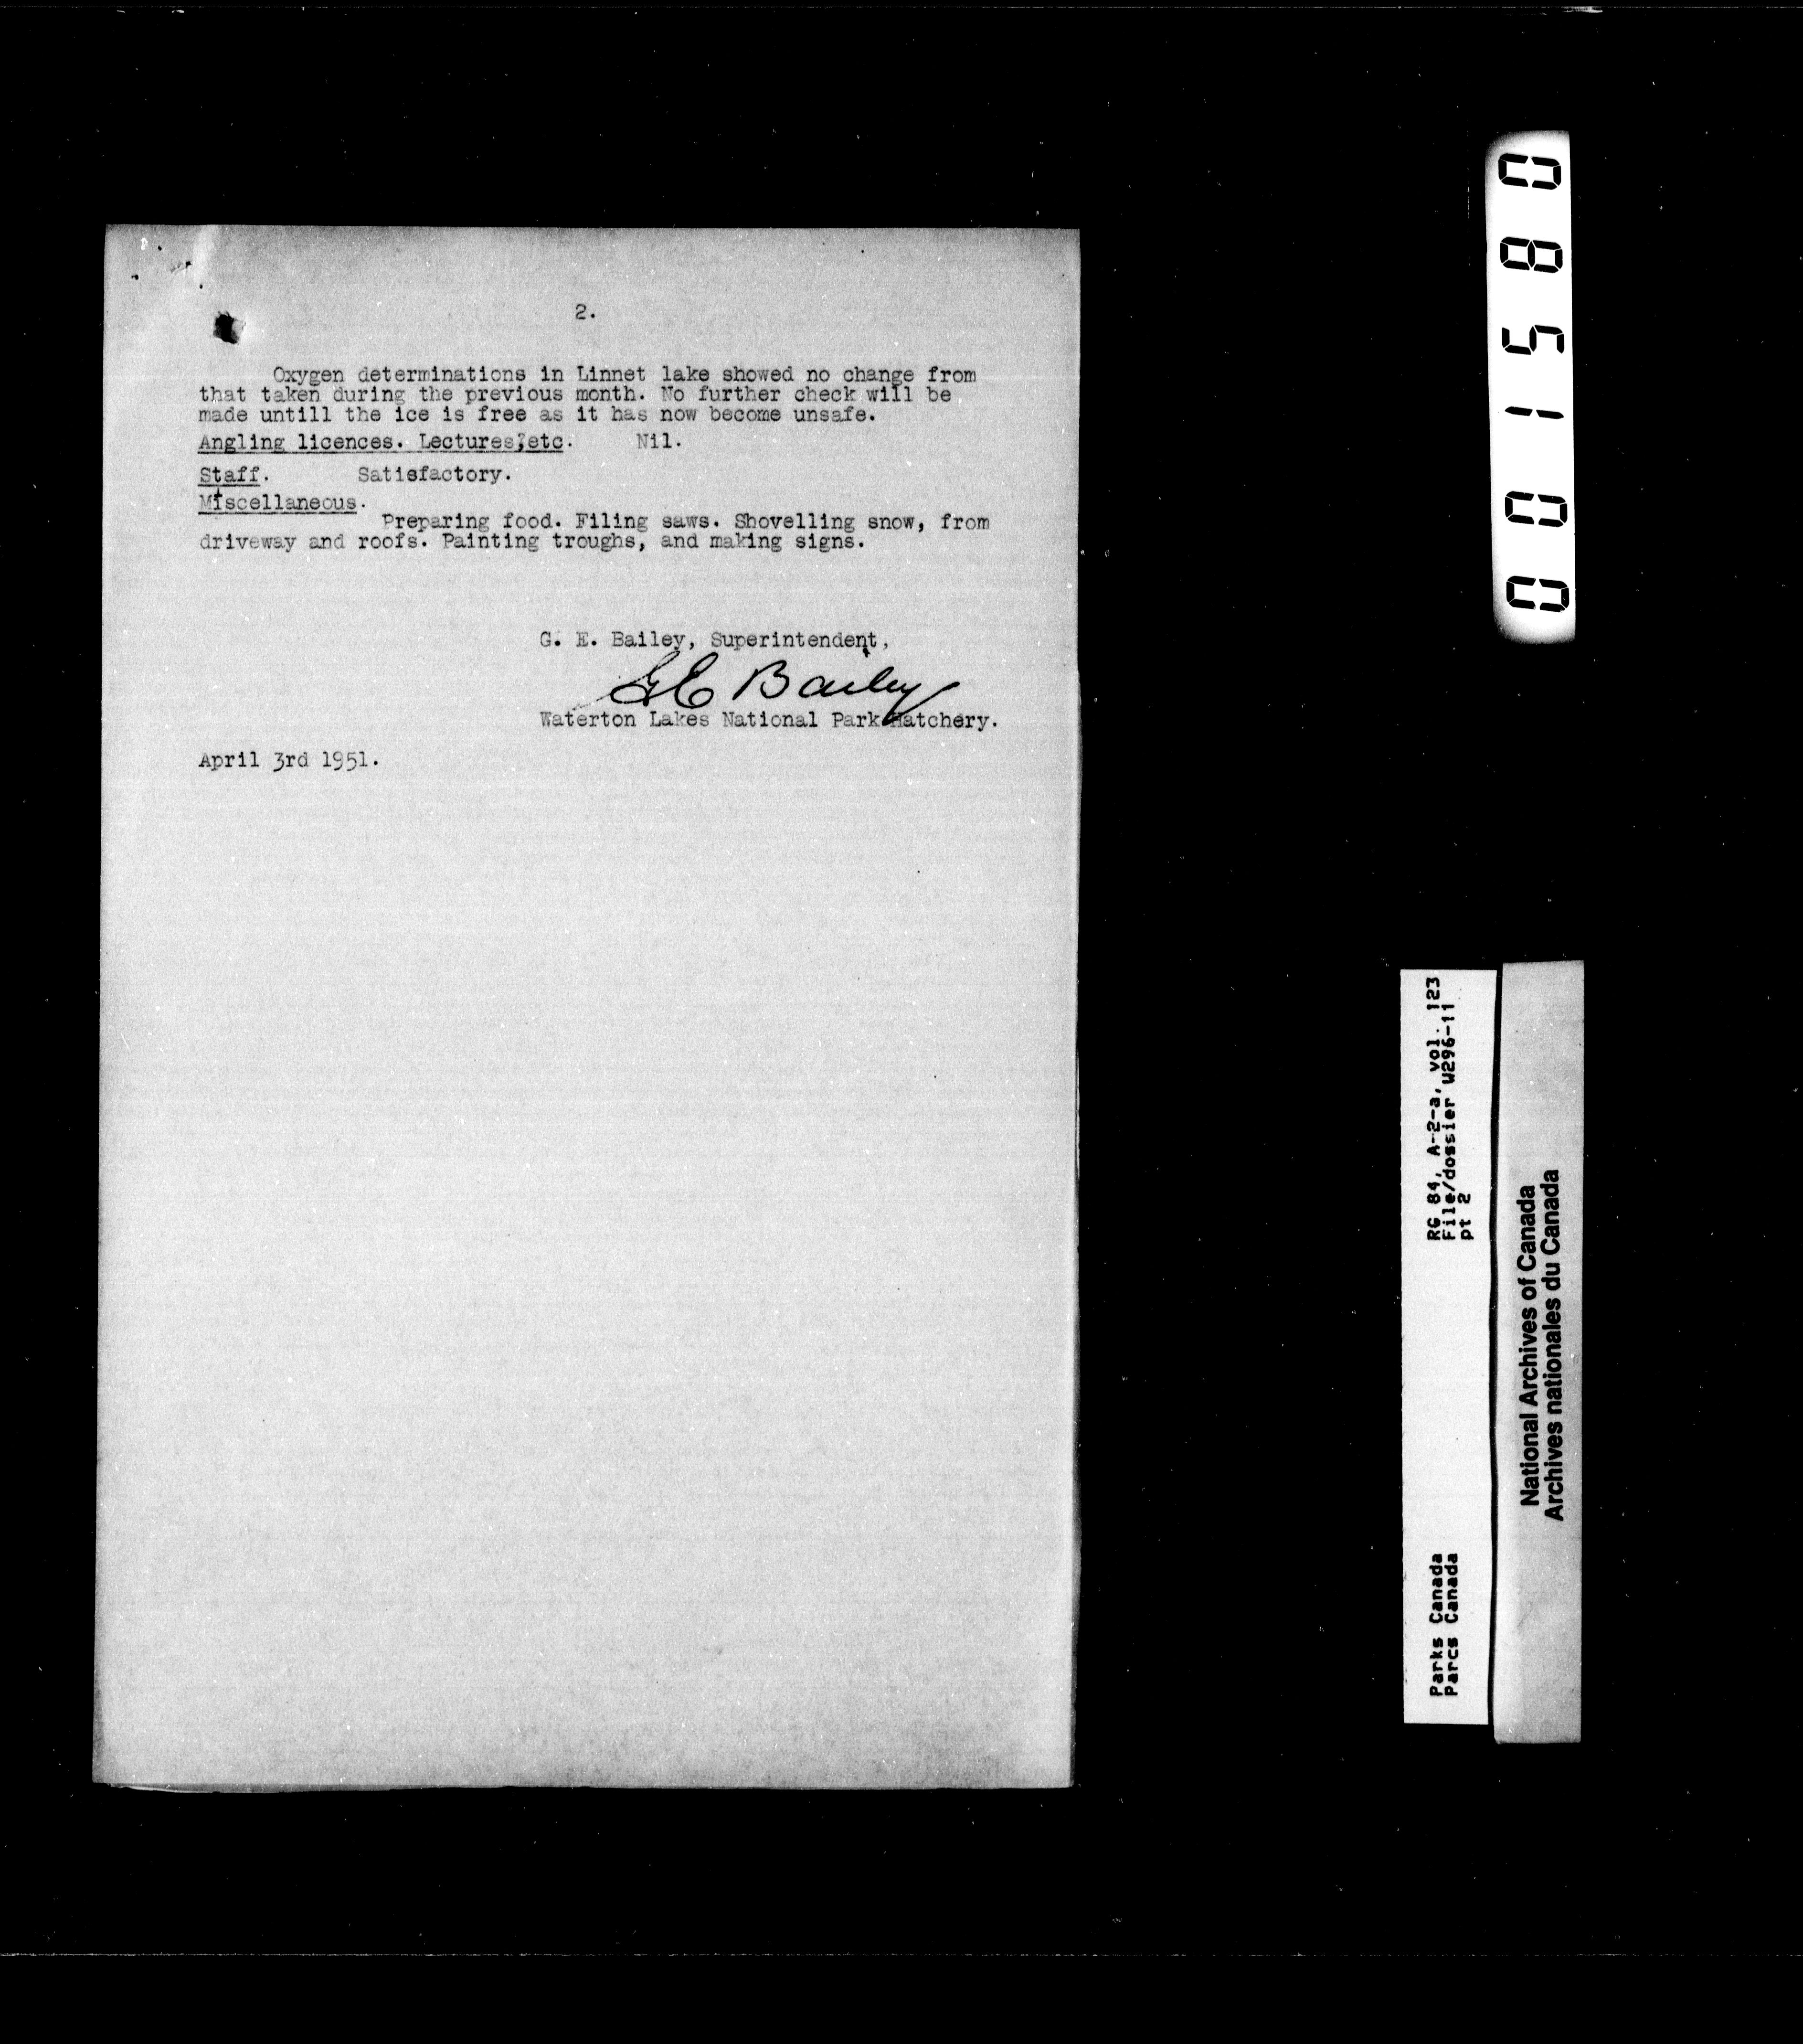 2.
Oxygen determinations in Linnet lake showed no change from
that taken during the previous month. No further check will be
made untill the ice is free as it has now become unsafe.
Angling licences. Lectures,etc. Nil.
Staff. Satisfactory.
Miscellaneous.
Preparing food. Filing saws. Shovelling snow, from
driveway and roofs. Painting troughs, and making signs.
G. E. Bailey, Superintendent,
G E Bailey
Waterton Lakes National Park Hatchery.
April 3rd 1951.
001580
RG 84, A-2-a, vol. 123
File/dossier W296-11
pt 2
Parks Canada
Parcs Canada
National Archives of Canada
Archives nationales du Canada